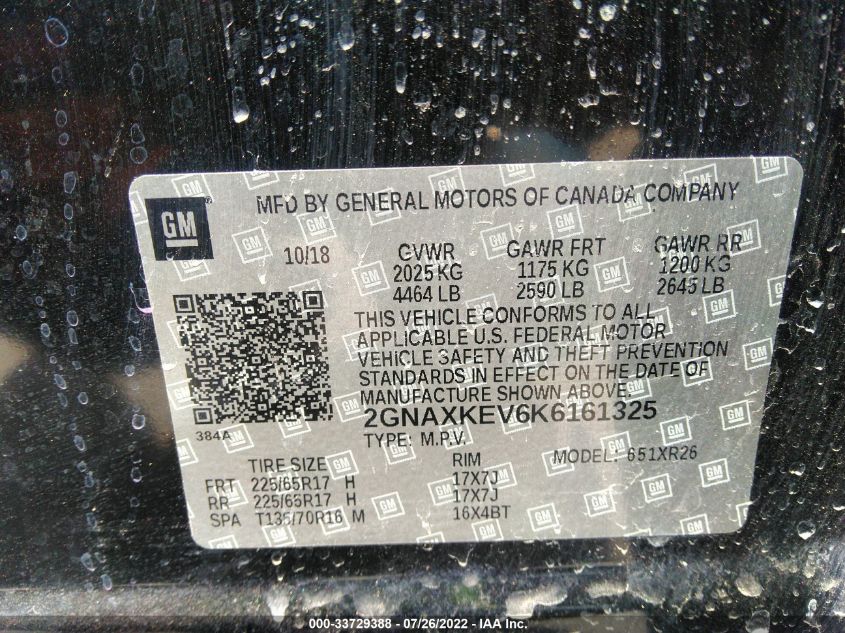 MFD BY GENERAL MOTORS OF CANADA COMPANY
GM
10/18 GVWR GAWR FRT GAWR RR
2025 KG 1175 KG 1200 KG
4464 LB 2590 LB 2645 LB
THIS VEHICLE CONFORMS TO ALL
APPLICABLE U.S. FEDERAL MOTOR
VEHICLE SAFETY AND THEFT PREVENTION
STANDARDS IN EFFECT ON THE DATE OF
MANUFACTURE SHOWN ABOVE.
384A 2GNAXKEV6K6161325
TYPE: M.P.V. MODEL: 651XR26
TIRE SIZE RIM
FRT 225/65R17 H 17X7J
RR 225/65R17 H 17X7J
SPA T135/70R16 M 16X4BT
000-33729388 - 07/26/2022 - IAA Inc.